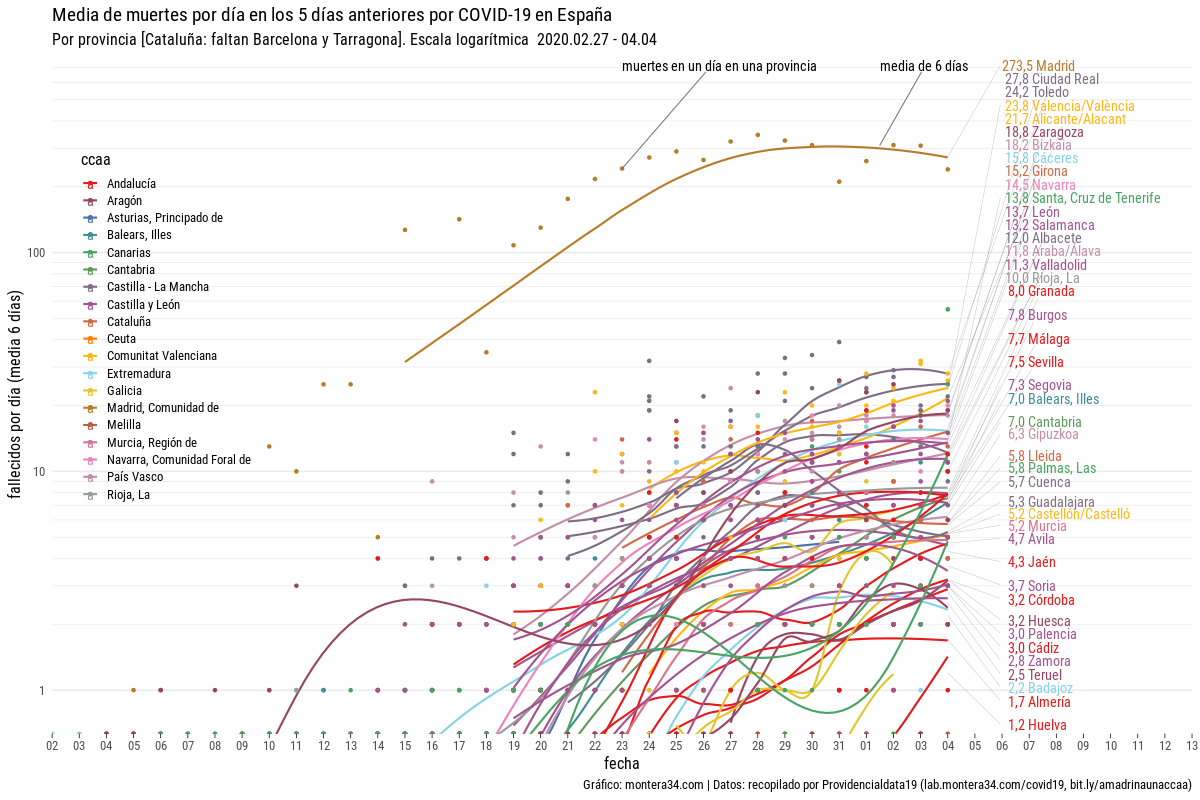 Media de muertes por día en los 5 días anteriores por COVID-19 en España
Por provincia [Cataluña: faltan Barcelona y Tarragona]. Escala logarítmica 2020.02.27 - 04.04
muertes en un día en una provincia
media de 6 días
273,5 Madrid
27,8 Ciudad Real
24,2 Toledo
23,8 Valencia/València
21,7 Alicante/Alacant
18,8 Zaragoza
18,2 Bizkaia
15,8 Cáceres
15,2 Girona
14,5 Navarra
13,8 Santa, Cruz de Tenerife
13,7 León
13,2 Salamanca
12,0 Albacete
11,8 Araba/Álava
11,3 Valladolid
10,0 Rioja, La
8,0 Granada
7,8 Burgos
7,7 Málaga
7,5 Sevilla
7,3 Segovia
7,0 Balears, Illes
7,0 Cantabria
6,3 Gipuzkoa
5,8 Lleida
5,8 Palmas, Las
5,7 Cuenca
5,3 Guadalajara
5,2 Castellón/Castelló
5,2 Murcia
4,7 Ávila
4,3 Jaén
3,7 Soria
3,2 Córdoba
3,2 Huesca
3,0 Palencia
3,0 Cádiz
2,8 Zamora
2,5 Teruel
2,2 Badajoz
1,7 Almería
1,2 Huelva
ccaa
Andalucía
Aragón
Asturias, Principado de
Balears, Illes
Canarias
Cantabria
Castilla - La Mancha
Castilla y León
Cataluña
Ceuta
Comunitat Valenciana
Extremadura
Galicia
Madrid, Comunidad de
Melilla
Murcia, Región de
Navarra, Comunidad Foral de
País Vasco
Rioja, La
fallecidos por día (media 6 días)
100
10
1
02 03 04 05 06 07 08 09 10 11 12 13 14 15 16 17 18 19 20 21 22 23 24 25 26 27 28 29 30 31 01 02 03 04 05 06 07 08 09 10 11 12 13
fecha
Gráfico: montera34.com | Datos: recopilado por Providencialdata19 (lab.montera34.com/covid19, bit.ly/amadrinaunaccaa)